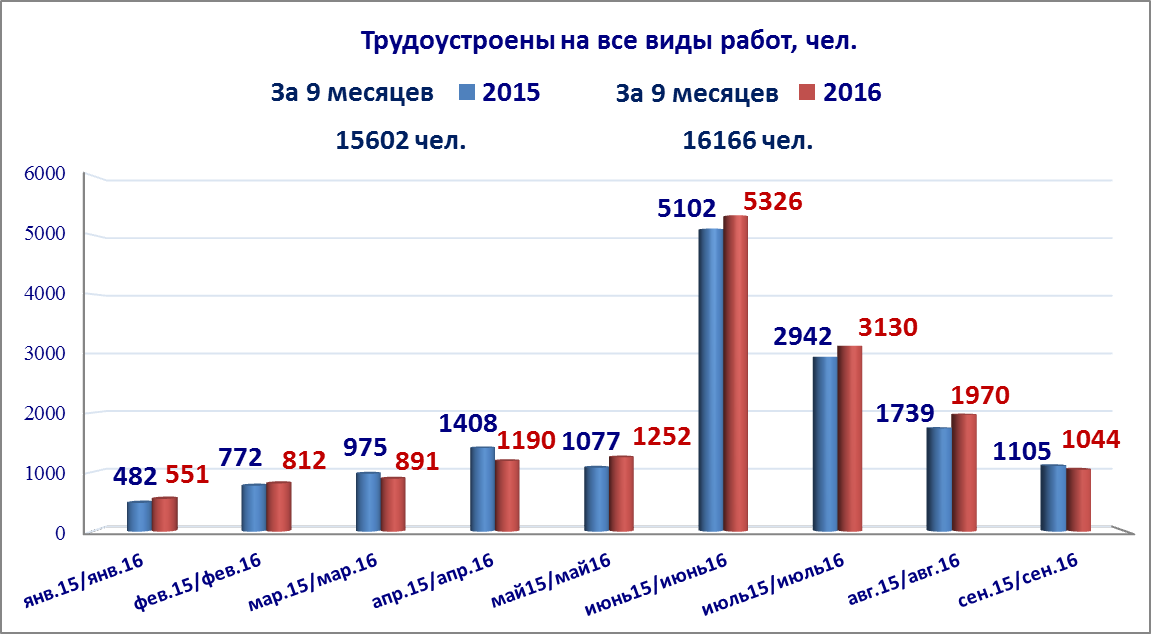 Трудоустроены на все виды работ, чел.
За 9 месяцев 2015 За 9 месяцев 2016
15602 чел. 16166 чел.
6000
5000
4000
3000
2000
1000
0
482 551
772 812
975 891
1408 1190
1077 1252
5102 5326
2942 3130
1739 1970
1105 1044
янв.15/янв.16
фев.15/фев.16
мар.15/мар.16
апр.15/апр.16
май15/май16
июнь15/июнь16
июль15/июль16
авг.15/авг.16
сен.15/сен.16